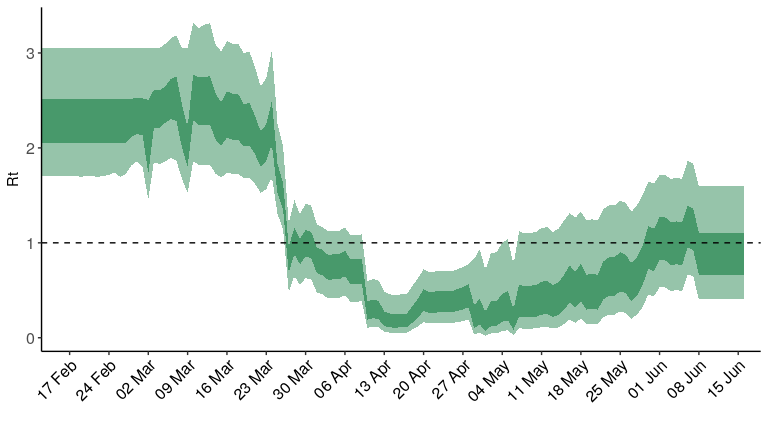 3
2
1
0
Rt
17 Feb
24 Feb
02 Mar
09 Mar
16 Mar
23 Mar
30 Mar
06 Apr
13 Apr
20 Apr
27 Apr
04 May
11 May
18 May
25 May
01 Jun
08 Jun
15 Jun